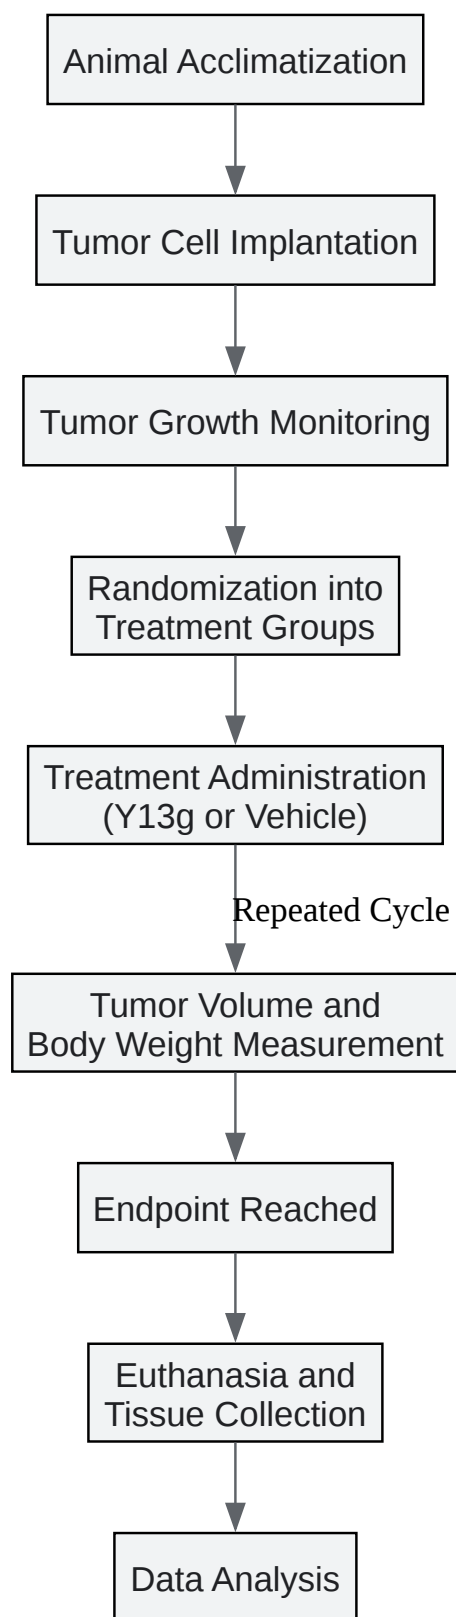 Animal Acclimatization
Tumor Cell Implantation
Tumor Growth Monitoring
Randomization into
Treatment Groups
Treatment Administration
(Y13g or Vehicle)
Repeated Cycle
Tumor Volume and
Body Weight Measurement
Endpoint Reached
Euthanasia and
Tissue Collection
Data Analysis